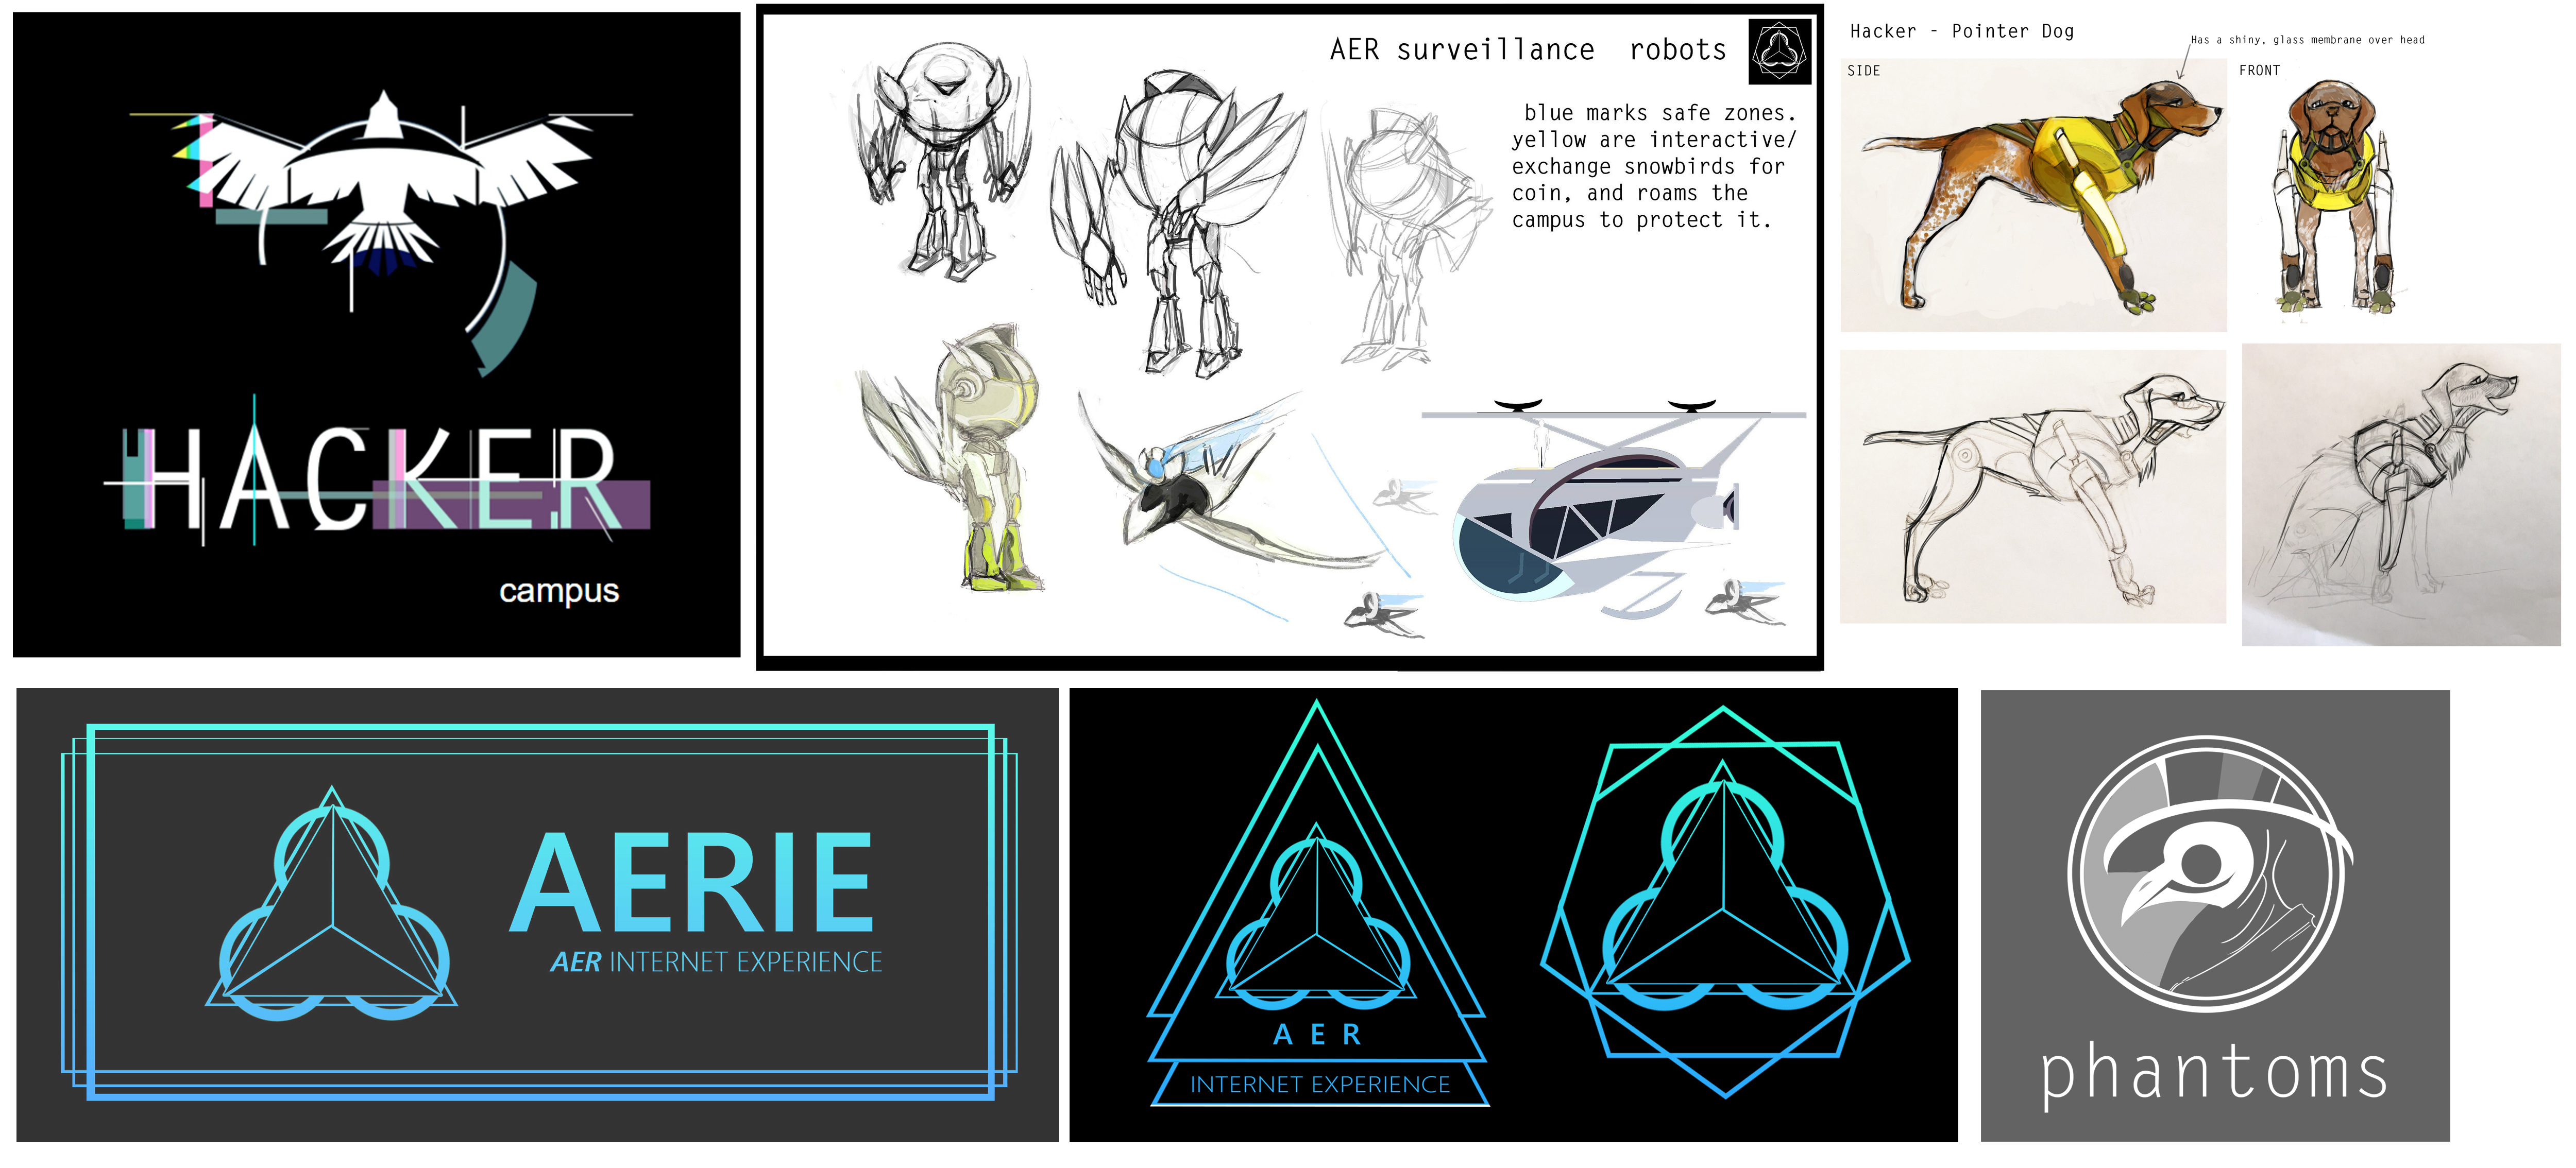 HACKER
campus
AER surveillance robots
blue marks safe zones.
yellow are interactive/
exchange snowbirds for
coin, and roams the
campus to protect it.
Hacker - Pointer Dog
Has a shiny, glass membrane over head
SIDE
FRONT
AERIE
AER INTERNET EXPERIENCE
AER
INTERNET EXPERIENCE
phantoms